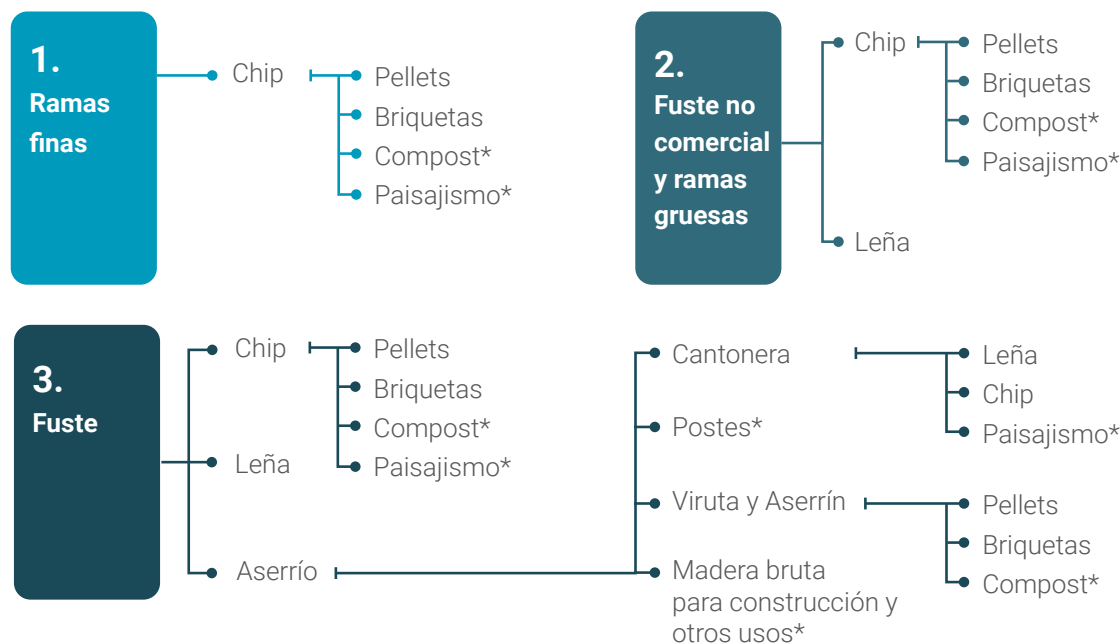 1.
Ramas
finas
Chip
Pellets
Briquetas
Compost*
Paisajismo*
2.
Fuste no
comercial
y ramas
gruesas
Chip
Pellets
Briquetas
Compost*
Paisajismo*
Leña
3.
Fuste
Chip
Pellets
Briquetas
Compost*
Paisajismo*
Leña
Aserrío
Cantonera
Leña
Chip
Paisajismo*
Postes*
Viruta y Aserrín
Pellets
Briquetas
Compost*
Madera bruta
para construcción y
otros usos*